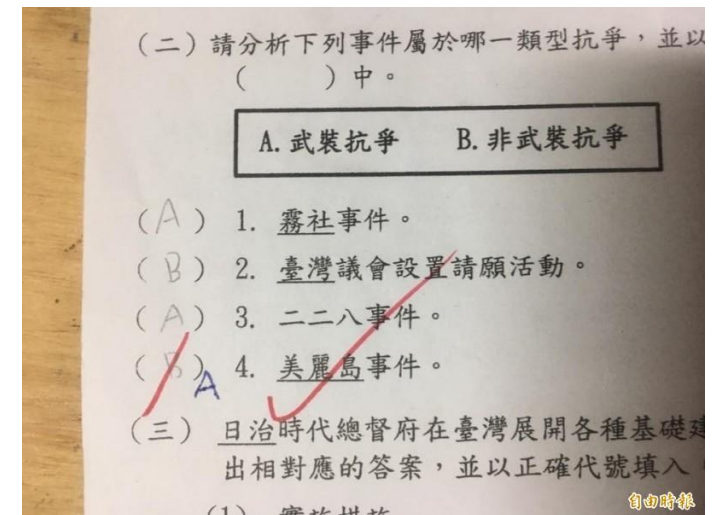 (二)請分析下列事件屬於哪一類型抗爭,並以
(  )中。
A.武裝抗爭 B.非武裝抗爭
(A) 1. 霧社事件。
(B) 2. 臺灣議會設置請願活動。
(A) 3. 二二八事件。
(B) A 4. 美麗島事件。
(三) 日治時代總督府在臺灣展開各種基礎建
出相對應的答案,並以正確代號填入(
自由時報